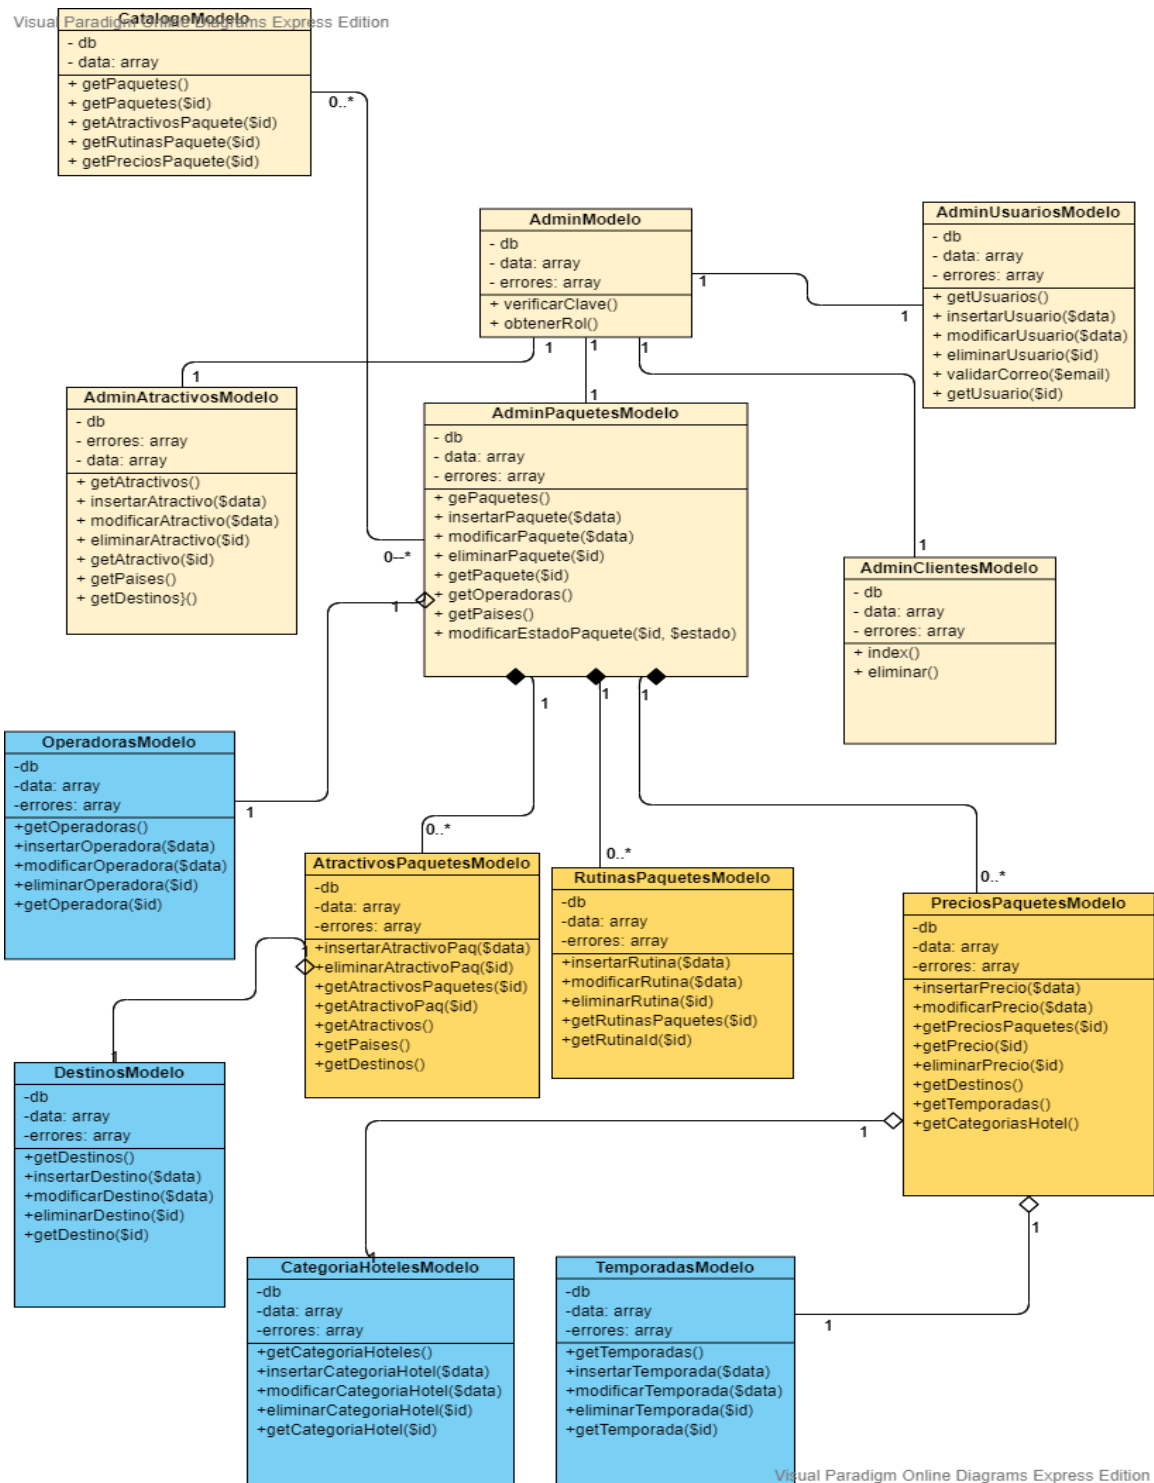 Visual Paradigm Online Diagrams Express Edition
CatalogoModelo
- db
- data: array
+ getPaquetes()
+ getPaquetes($id)
+ getAtractivosPaquete($id)
+ getRutinasPaquete($id)
+ getPreciosPaquete($id)
0..*
AdminModelo
- db
- data: array
- errores: array
+ verificarClave()
+ obtenerRol()
AdminUsuariosModelo
- db
- data: array
- errores: array
+ getUsuarios()
+ insertarUsuario($data)
+ modificarUsuario($data)
+ eliminarUsuario($id)
+ validarCorreo($email)
+ getUsuario($id)
1
1
1
1
1
1
1
AdminAtractivosModelo
- db
- errores: array
- data: array
+ getAtractivos()
+ insertarAtractivo($data)
+ modificarAtractivo($data)
+ eliminarAtractivo($id)
+ getAtractivo($id)
+ getPaises()
+ getDestinos}()
AdminPaquetesModelo
- db
- data: array
- errores: array
+ gePaquetes()
+ insertarPaquete($data)
+ modificarPaquete($data)
+ eliminarPaquete($id)
+ getPaquete($id)
+ getOperadoras()
+ getPaises()
+ modificarEstadoPaquete($id, $estado)
0--*
1
1
AdminClientesModelo
- db
- data: array
- errores: array
+ index()
+ eliminar()
1
1
1
OperadorasModelo
-db
-data: array
-errores: array
+getOperadoras()
+insertarOperadora($data)
+modificarOperadora($data)
+eliminarOperadora($id)
+getOperadora($id)
1
0..*
AtractivosPaquetesModelo
-db
-data: array
-errores: array
+insertarAtractivoPaq($data)
+eliminarAtractivoPaq($id)
+getAtractivosPaquetes($id)
+getAtractivoPaq($id)
+getAtractivos()
+getPaises()
+getDestinos()
0..*
RutinasPaquetesModelo
-db
-data: array
-errores: array
+insertarRutina($data)
+modificarRutina($data)
+eliminarRutina($id)
+getRutinasPaquetes($id)
+getRutinaId($id)
0..*
PreciosPaquetesModelo
-db
-data: array
-errores: array
+insertarPrecio($data)
+modificarPrecio($data)
+getPreciosPaquetes($id)
+getPrecio($id)
+eliminarPrecio($id)
+getDestinos()
+getTemporadas()
+getCategoriasHotel()
1
1
DestinosModelo
-db
-data: array
-errores: array
+getDestinos()
+insertarDestino($data)
+modificarDestino($data)
+eliminarDestino($id)
+getDestino($id)
1
1
1
CategoriaHotelesModelo
-db
-data: array
-errores: array
+getCategoriaHoteles()
+insertarCategoriaHotel($data)
+modificarCategoriaHotel($data)
+eliminarCategoriaHotel($id)
+getCategoriaHotel($id)
TemporadasModelo
-db
-data: array
-errores: array
+getTemporadas()
+insertarTemporada($data)
+modificarTemporada($data)
+eliminarTemporada($id)
+getTemporada($id)
1
Visual Paradigm Online Diagrams Express Edition